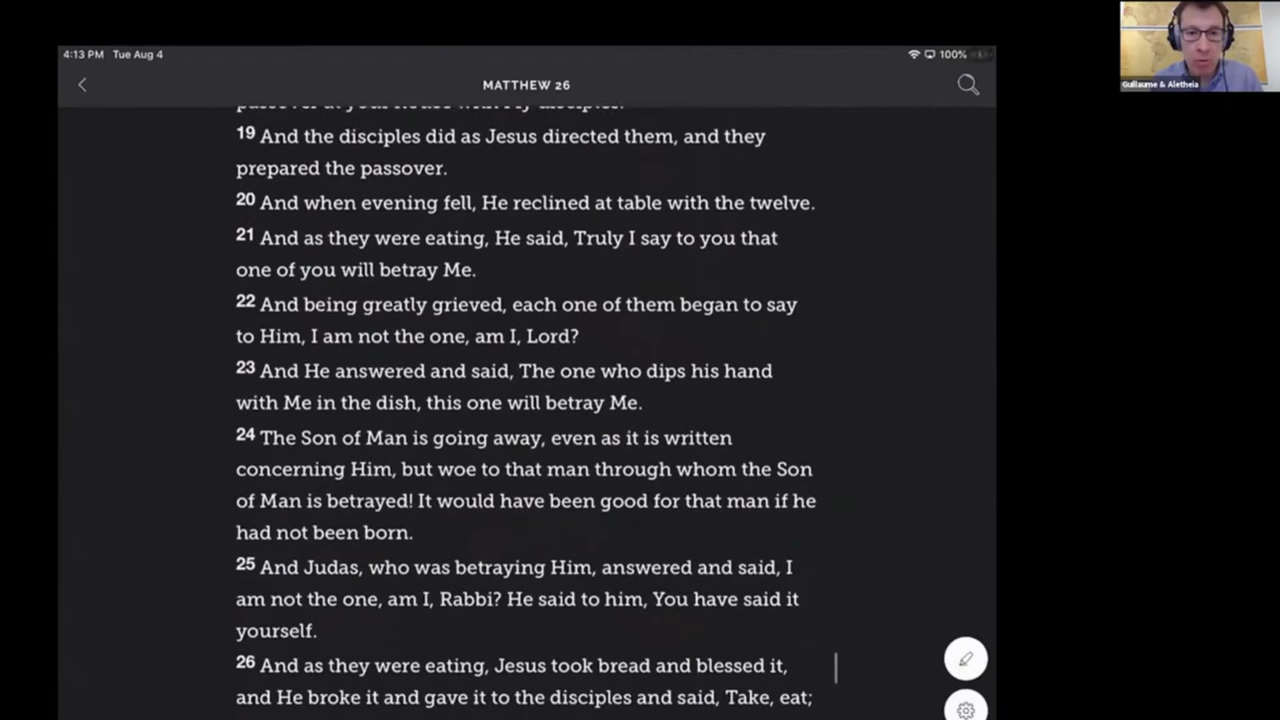 4:13 PM Tue Aug 4
100%
MATTHEW 26
passover at your house with My disciples.
19 And the disciples did as Jesus directed them, and they
prepared the passover.
20 And when evening fell, He reclined at table with the twelve.
21 And as they were eating, He said, Truly I say to you that
one of you will betray Me.
22 And being greatly grieved, each one of them began to say
to Him, I am not the one, am I, Lord?
23 And He answered and said, The one who dips his hand
with Me in the dish, this one will betray Me.
24 The Son of Man is going away, even as it is written
concerning Him, but woe to that man through whom the Son
of Man is betrayed! It would have been good for that man if he
had not been born.
25 And Judas, who was betraying Him, answered and said, I
am not the one, am I, Rabbi? He said to him, You have said it
yourself.
26 And as they were eating, Jesus took bread and blessed it,
and He broke it and gave it to the disciples and said, Take, eat;
Guillaume & Aletheia